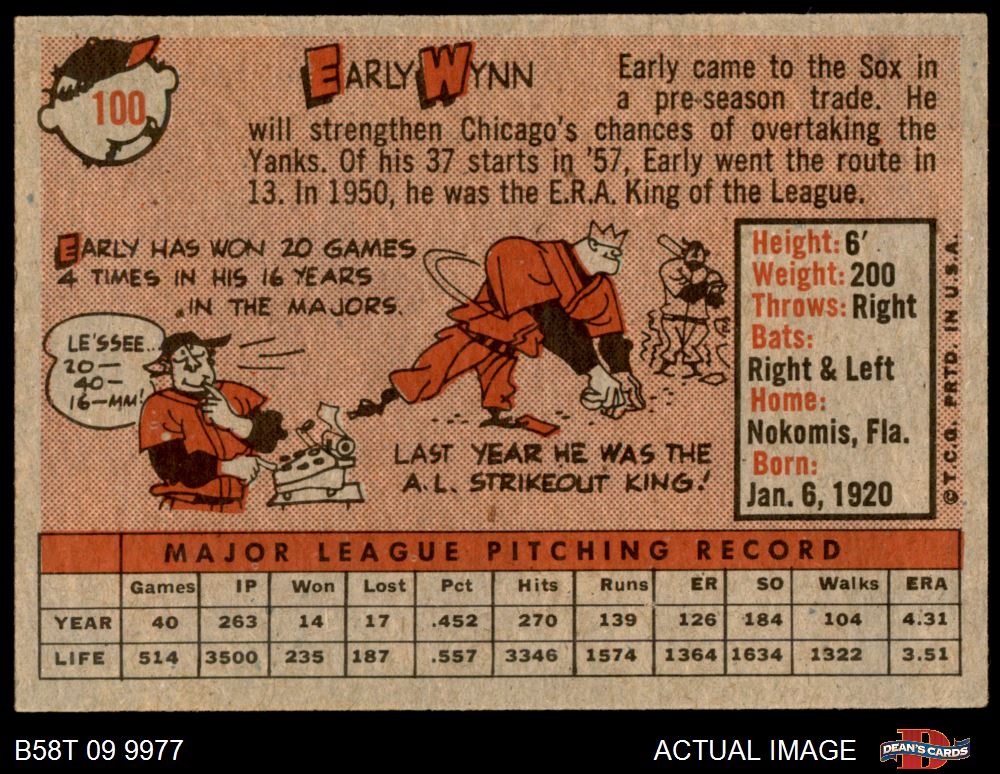 100
EARLY WYNN
Early came to the Sox in
a pre-season trade. He
will strengthen Chicago's chances of overtaking the
Yanks. Of his 37 starts in '57, Early went the route in
13. In 1950, he was the E.R.A. King of the League.
EARLY HAS WON 20 GAMES
4 TIMES IN HIS 16 YEARS
IN THE MAJORS.
LE'SSEE...
20—
40—
16—MM!
LAST YEAR HE WAS THE
A.L. STRIKEOUT KING!
Height: 6'
Weight: 200
Throws: Right
Bats:
Right & Left
Home:
Nokomis, Fla.
Born:
Jan. 6, 1920
©T.C.G. PRTD. IN U.S.A.
MAJOR LEAGUE PITCHING RECORD
Games IP Won Lost Pct Hits Runs ER SO Walks ERA
YEAR 40 263 14 17 .452 270 139 126 184 104 4.31
LIFE 514 3500 235 187 .557 3346 1574 1364 1634 1322 3.51
B58T 09 9977
ACTUAL IMAGE
DEAN'S CARDS